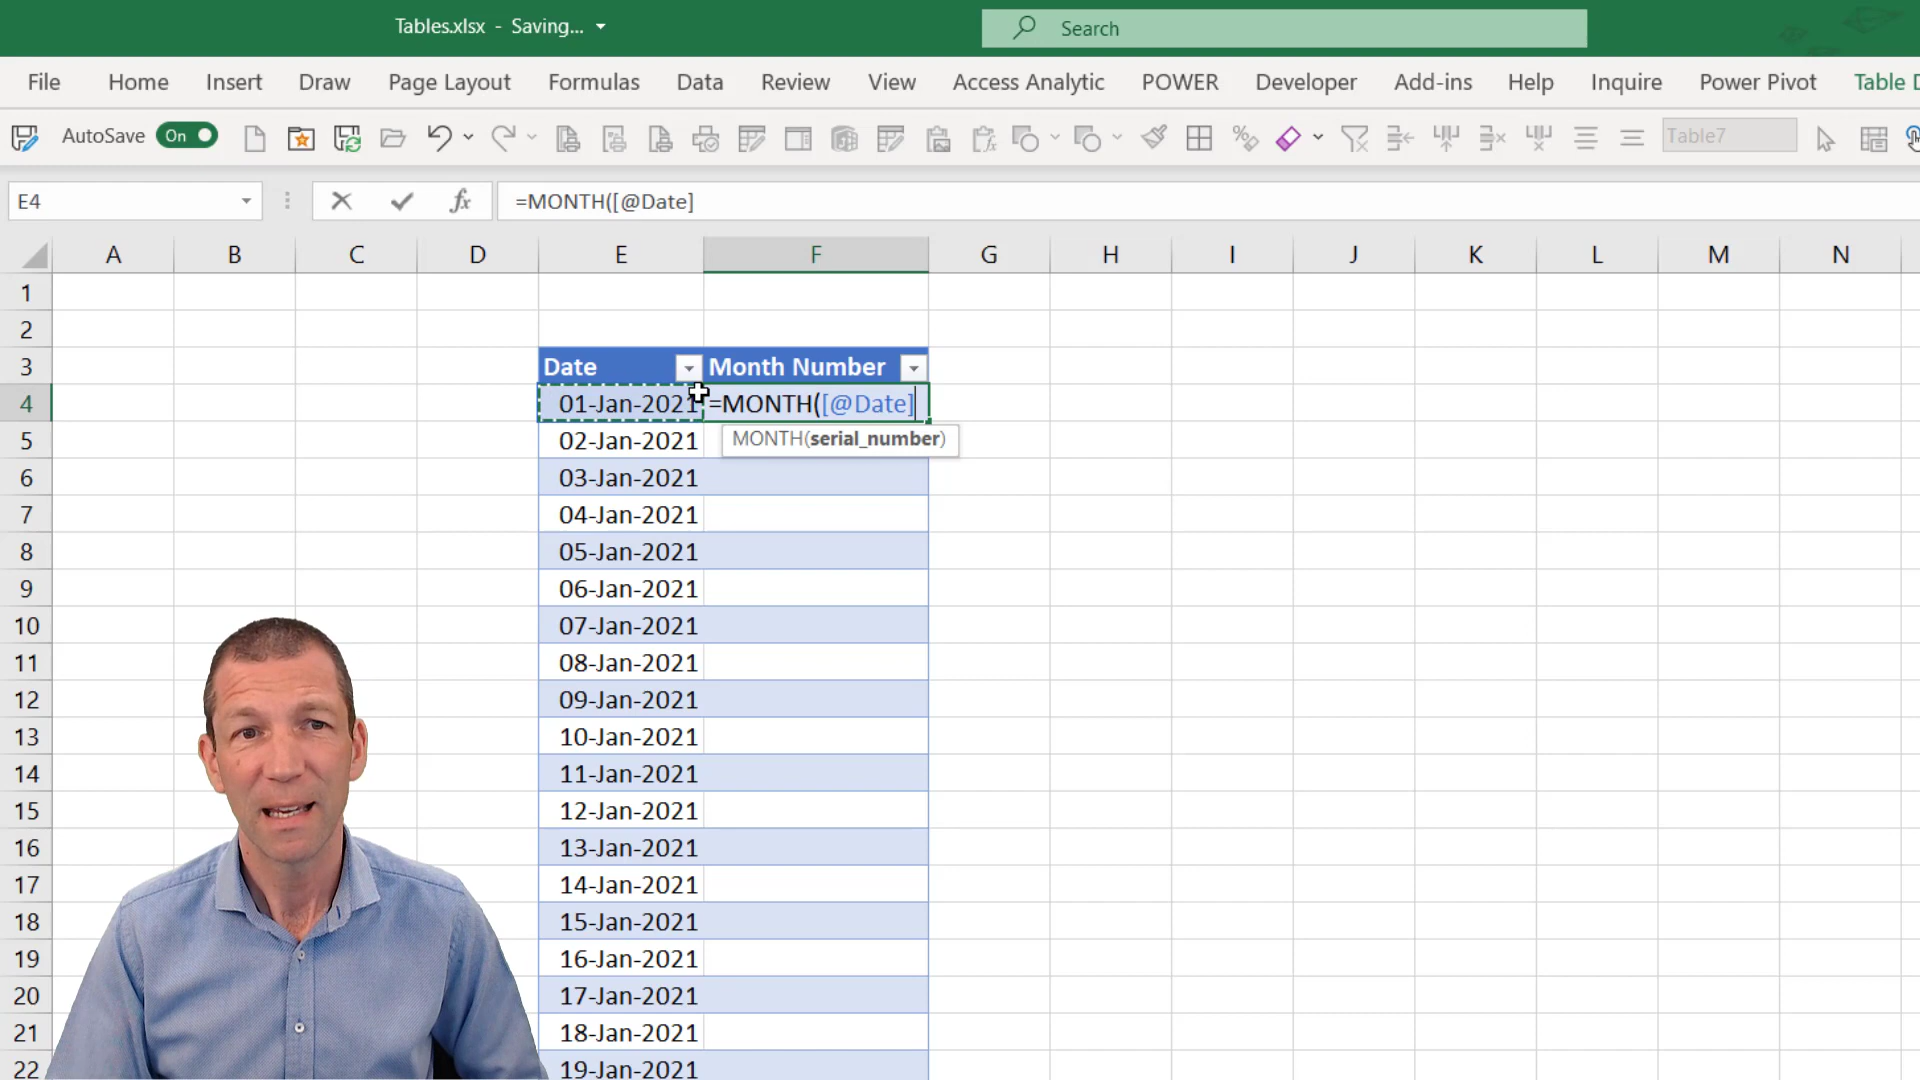 Tables.xlsx - Saving...
Search
File Home Insert Draw Page Layout Formulas Data Review View Access Analytic POWER Developer Add-ins Help Inquire Power Pivot Table D
AutoSave On Table7
E4 fx =MONTH([@Date]
A B C D E F G H I J K L M N
1
2
3 Date Month Number
4 01-Jan-2021 =MONTH([@Date]
MONTH(serial_number)
5 02-Jan-2021
6 03-Jan-2021
7 04-Jan-2021
8 05-Jan-2021
9 06-Jan-2021
10 07-Jan-2021
11 08-Jan-2021
12 09-Jan-2021
13 10-Jan-2021
14 11-Jan-2021
15 12-Jan-2021
16 13-Jan-2021
17 14-Jan-2021
18 15-Jan-2021
19 16-Jan-2021
20 17-Jan-2021
21 18-Jan-2021
22 19-Jan-2021